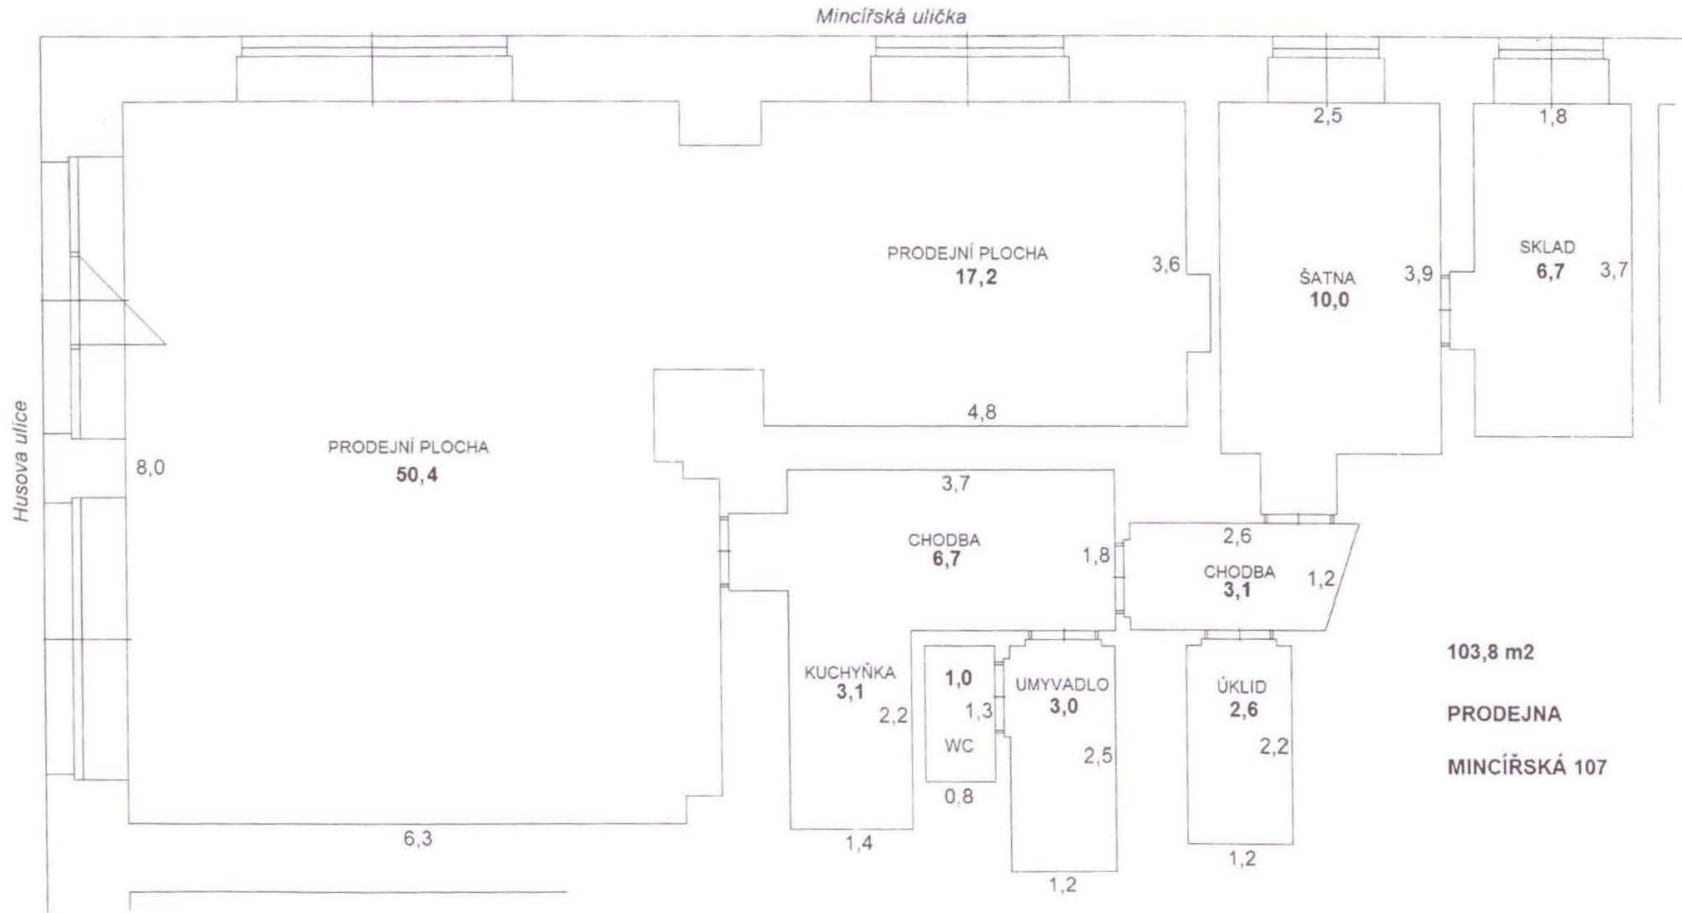 Mincířská ulička
2,5
1,8
PRODEJNÍ PLOCHA
17,2
3,6
ŠATNA
10,0
3,9
SKLAD
6,7
3,7
4,8
Husova ulice
8,0
PRODEJNÍ PLOCHA
50,4
3,7
CHODBA
6,7
1,8
2,6
CHODBA
3,1
1,2
KUCHYŇKA
3,1
2,2
1,0
1,3
WC
0,8
UMYVADLO
3,0
2,5
ÚKLID
2,6
2,2
6,3
1,4
1,2
1,2
103,8 m2
PRODEJNA
MINCÍŘSKÁ 107